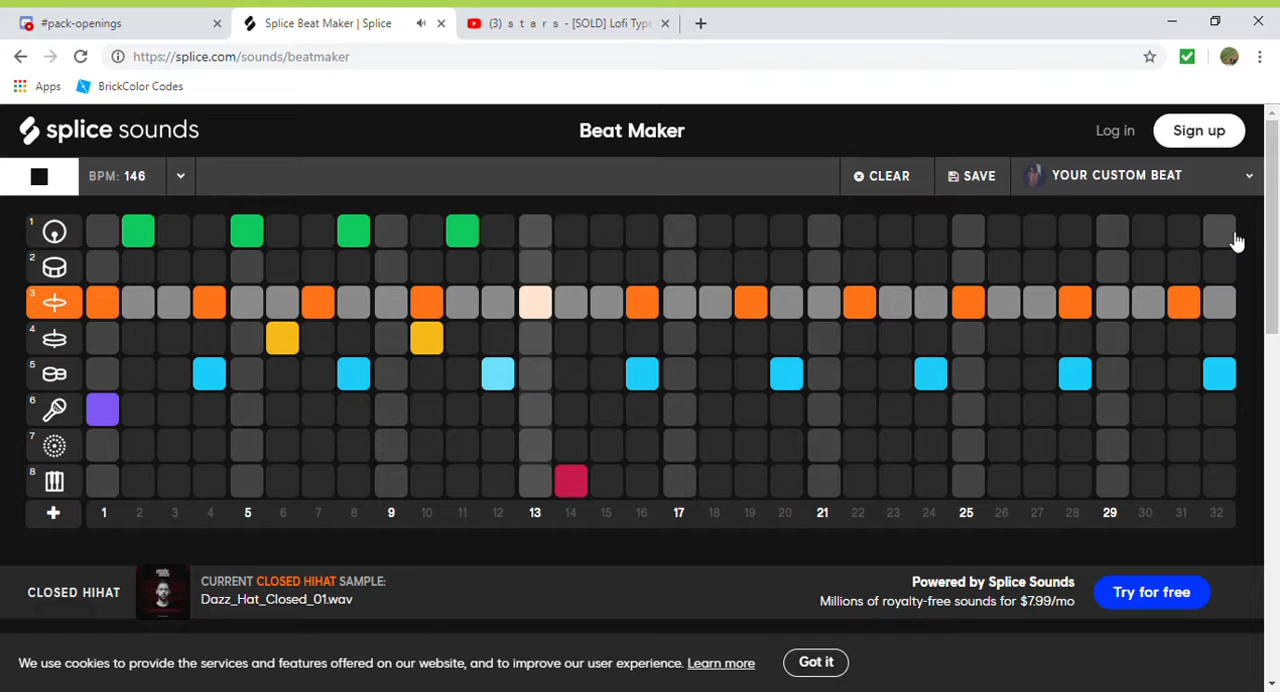 #pack-openings
Splice Beat Maker | Splice
(3) s t a r s - [SOLD] Lofi Type
https://splice.com/sounds/beatmaker
Apps
BrickColor Codes
splice sounds
Beat Maker
Log in
Sign up
BPM: 146
CLEAR
SAVE
YOUR CUSTOM BEAT
1
2
3
4
5
6
7
8
+
1 2 3 4 5 6 7 8 9 10 11 12 13 14 15 16 17 18 19 20 21 22 23 24 25 26 27 28 29 30 31 32
CLOSED HIHAT
CURRENT CLOSED HIHAT SAMPLE:
Dazz_Hat_Closed_01.wav
Powered by Splice Sounds
Millions of royalty-free sounds for $7.99/mo
Try for free
We use cookies to provide the services and features offered on our website, and to improve our user experience. Learn more
Got it